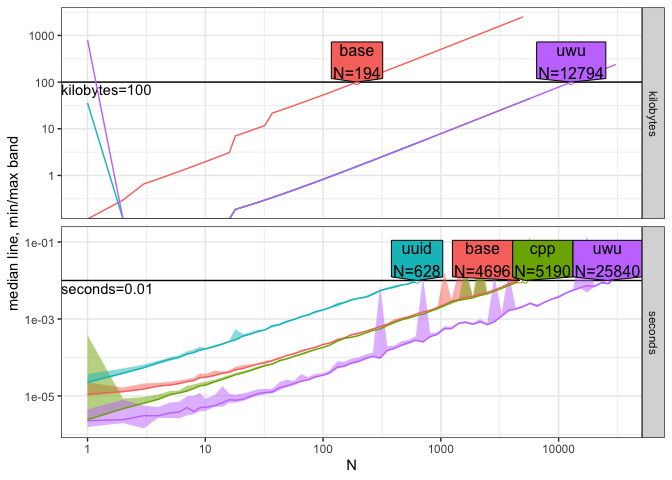 1000
100
10
1
base
N=194
uwu
N=12794
kilobytes=100
kilobytes
median line, min/max band
1e-01
1e-03
1e-05
uuid
N=628
base
N=4696
cpp
N=5190
uwu
N=25840
seconds=0.01
seconds
1
10
100
1000
10000
N